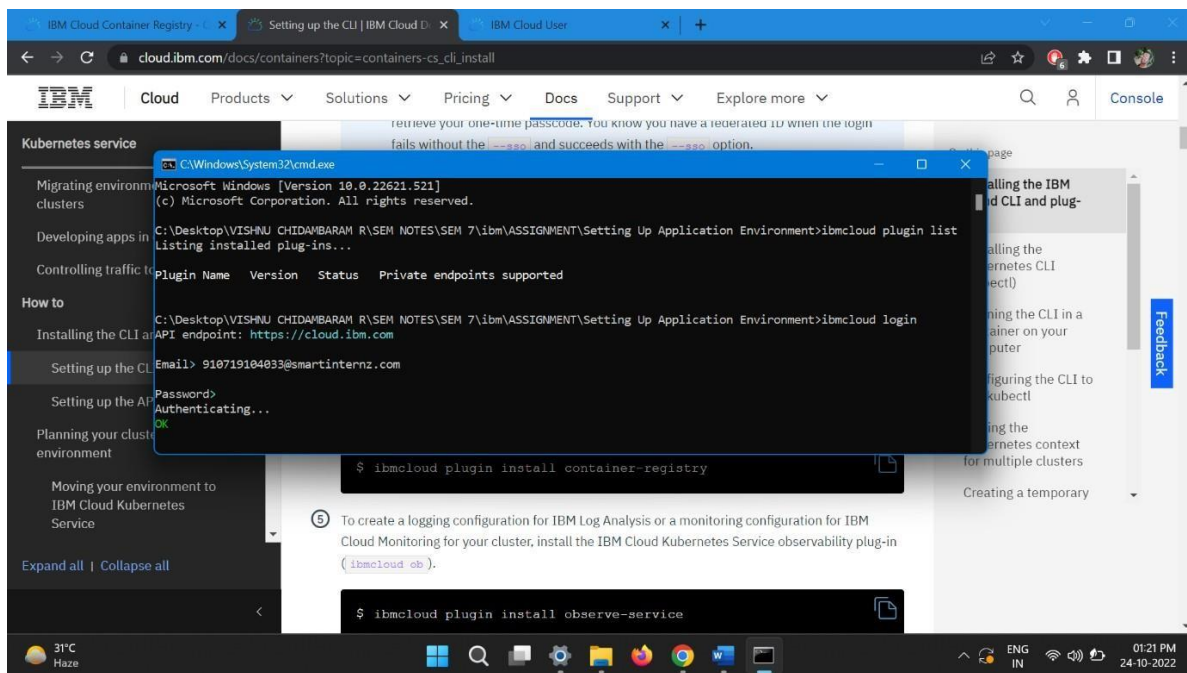 IBM Cloud Container Registry -
Setting up the CLI | IBM Cloud Do
IBM Cloud User
cloud.ibm.com/docs/containers?topic=containers-cs_cli_install
6
IBM
Cloud
Products
Solutions
Pricing
Docs
Support
Explore more
Console
Kubernetes service
Migrating environm
clusters
Developing apps in
Controlling traffic to
How to
Installing the CLI an
Setting up the CL
Setting up the AP
Planning your cluste
environment
Moving your environment to
IBM Cloud Kubernetes
Service
Expand all | Collapse all
retrieve your one-time passcode. You know you have a federated ID when the login
fails without the --sso and succeeds with the --sso option.
C:\Windows\System32\cmd.exe
Microsoft Windows [Version 10.0.22621.521]
(c) Microsoft Corporation. All rights reserved.
C:\Desktop\VISHNU CHIDAMBARAM R\SEM NOTES\SEM 7\ibm\ASSIGNMENT\Setting Up Application Environment>ibmcloud plugin list
Listing installed plug-ins...
Plugin Name Version Status Private endpoints supported
C:\Desktop\VISHNU CHIDAMBARAM R\SEM NOTES\SEM 7\ibm\ASSIGNMENT\Setting Up Application Environment>ibmcloud login
API endpoint: https://cloud.ibm.com
Email> 910719104033@smartinternz.com
Password>
Authenticating...
OK
$ ibmcloud plugin install container-registry
5 To create a logging configuration for IBM Log Analysis or a monitoring configuration for IBM
Cloud Monitoring for your cluster, install the IBM Cloud Kubernetes Service observability plug-in
( ibmcloud ob ).
$ ibmcloud plugin install observe-service
page
alling the IBM
d CLI and plug-
alling the
ernetes CLI
ectl)
ning the CLI in a
ainer on your
puter
figuring the CLI to
kubectl
ing the
ernetes context
for multiple clusters
Creating a temporary
Feedback
31°C
Haze
ENG
IN
01:21 PM
24-10-2022